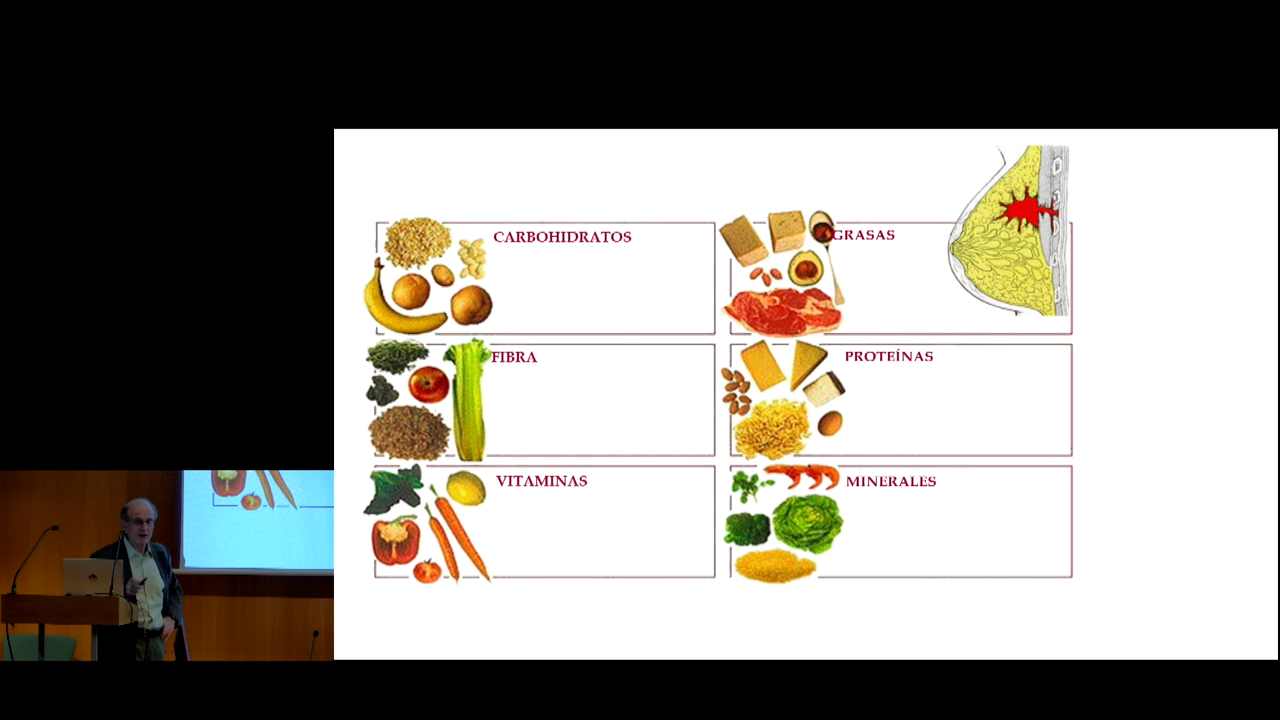 CARBOHIDRATOS
GRASAS
FIBRA
PROTEÍNAS
VITAMINAS
MINERALES